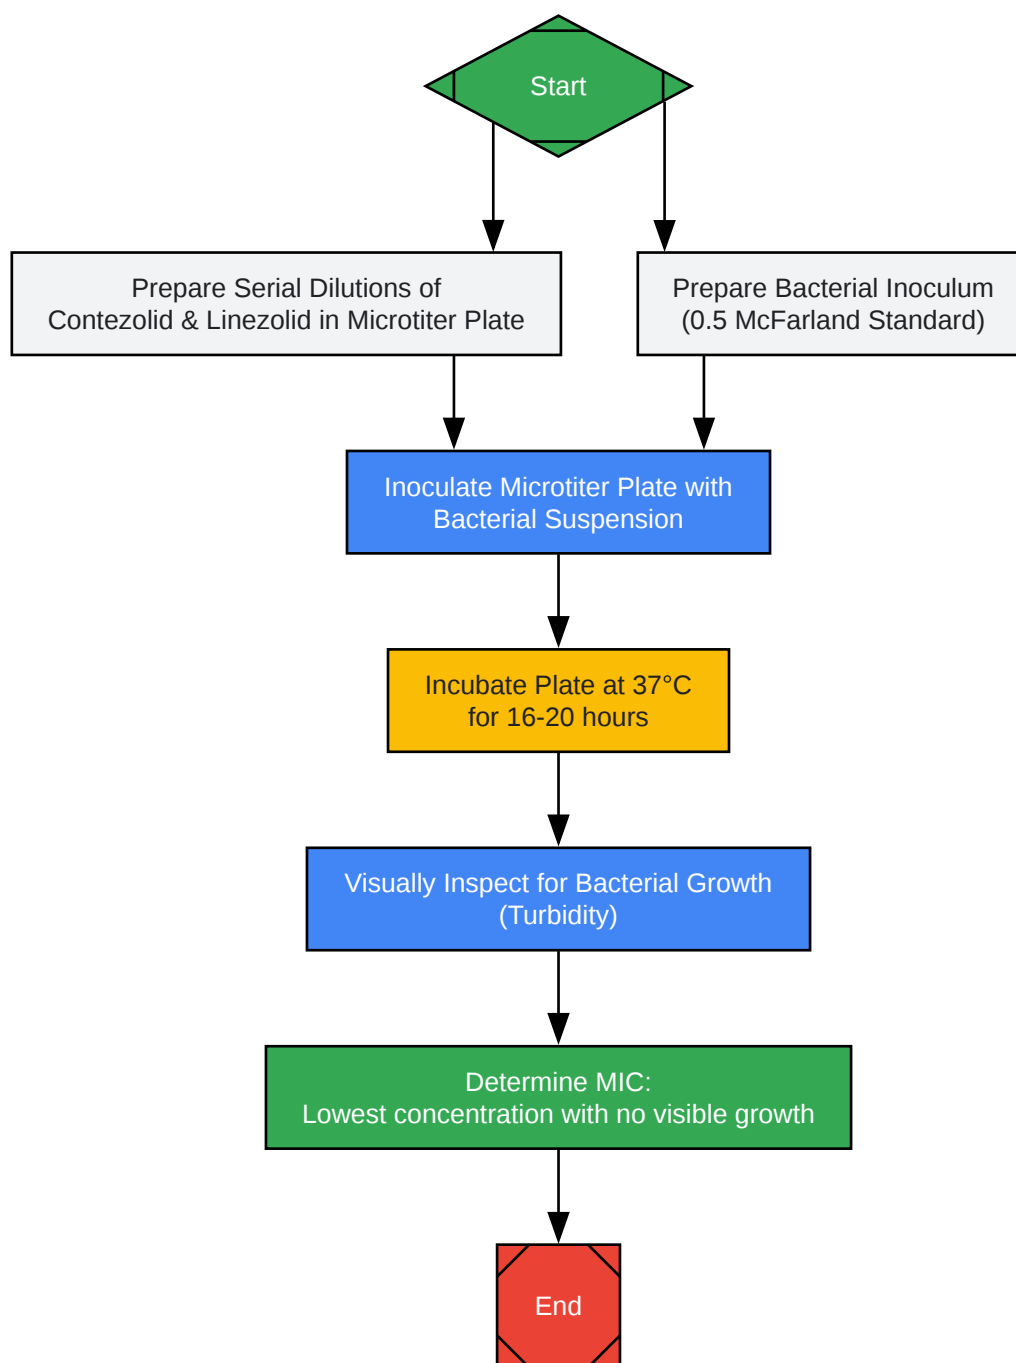 Start
Prepare Serial Dilutions of
Contezolid & Linezolid in Microtiter Plate
Prepare Bacterial Inoculum
(0.5 McFarland Standard)
Inoculate Microtiter Plate with
Bacterial Suspension
Incubate Plate at 37°C
for 16-20 hours
Visually Inspect for Bacterial Growth
(Turbidity)
Determine MIC:
Lowest concentration with no visible growth
End